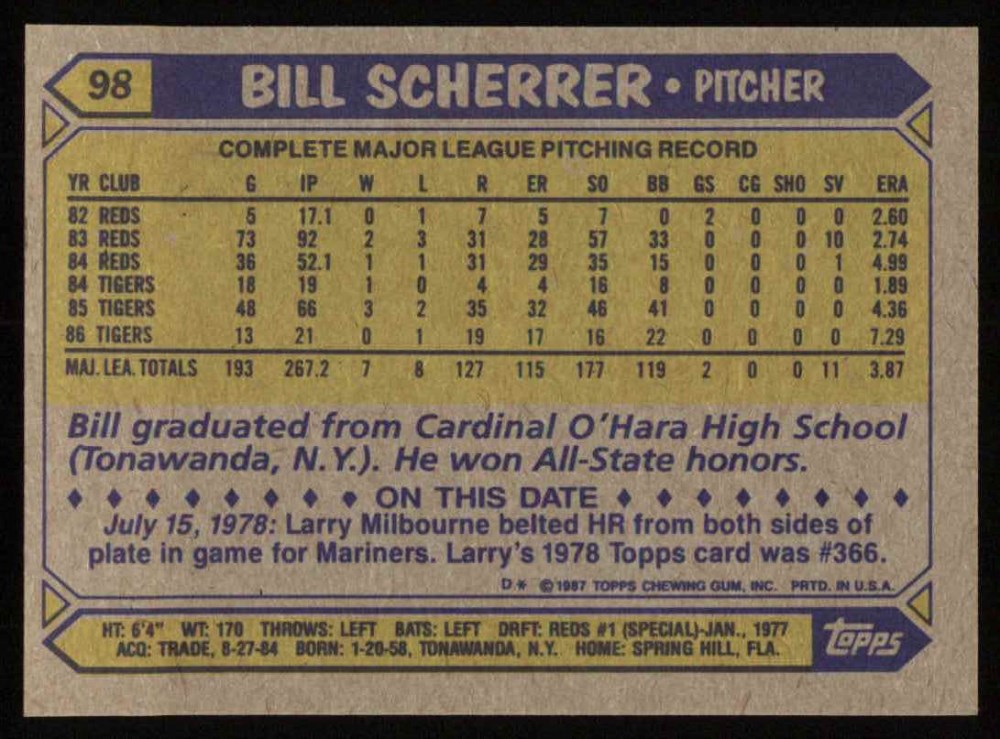 98 BILL SCHERRER • PITCHER
COMPLETE MAJOR LEAGUE PITCHING RECORD
YR CLUB G IP W L R ER SO BB GS CG SHO SV ERA
82 REDS 5 17.1 0 1 7 5 7 0 2 0 0 0 2.60
83 REDS 73 92 2 3 31 28 57 33 0 0 0 10 2.74
84 REDS 36 52.1 1 1 31 29 35 15 0 0 0 1 4.99
84 TIGERS 18 19 1 0 4 4 16 8 0 0 0 0 1.89
85 TIGERS 48 66 3 2 35 32 46 41 0 0 0 0 4.36
86 TIGERS 13 21 0 1 19 17 16 22 0 0 0 0 7.29
MAJ. LEA. TOTALS 193 267.2 7 8 127 115 177 119 2 0 0 11 3.87
Bill graduated from Cardinal O'Hara High School
(Tonawanda, N.Y.). He won All-State honors.
♦ ♦ ♦ ♦ ♦ ♦ ♦ ♦ ON THIS DATE ♦ ♦ ♦ ♦ ♦ ♦ ♦ ♦
July 15, 1978: Larry Milbourne belted HR from both sides of
plate in game for Mariners. Larry's 1978 Topps card was #366.
D* © 1987 TOPPS CHEWING GUM, INC. PRTD. IN U.S.A.
HT: 6'4" WT: 170 THROWS: LEFT BATS: LEFT DRFT: REDS #1 (SPECIAL)-JAN., 1977
ACQ: TRADE, 8-27-84 BORN: 1-20-58, TONAWANDA, N.Y. HOME: SPRING HILL, FLA.
topps